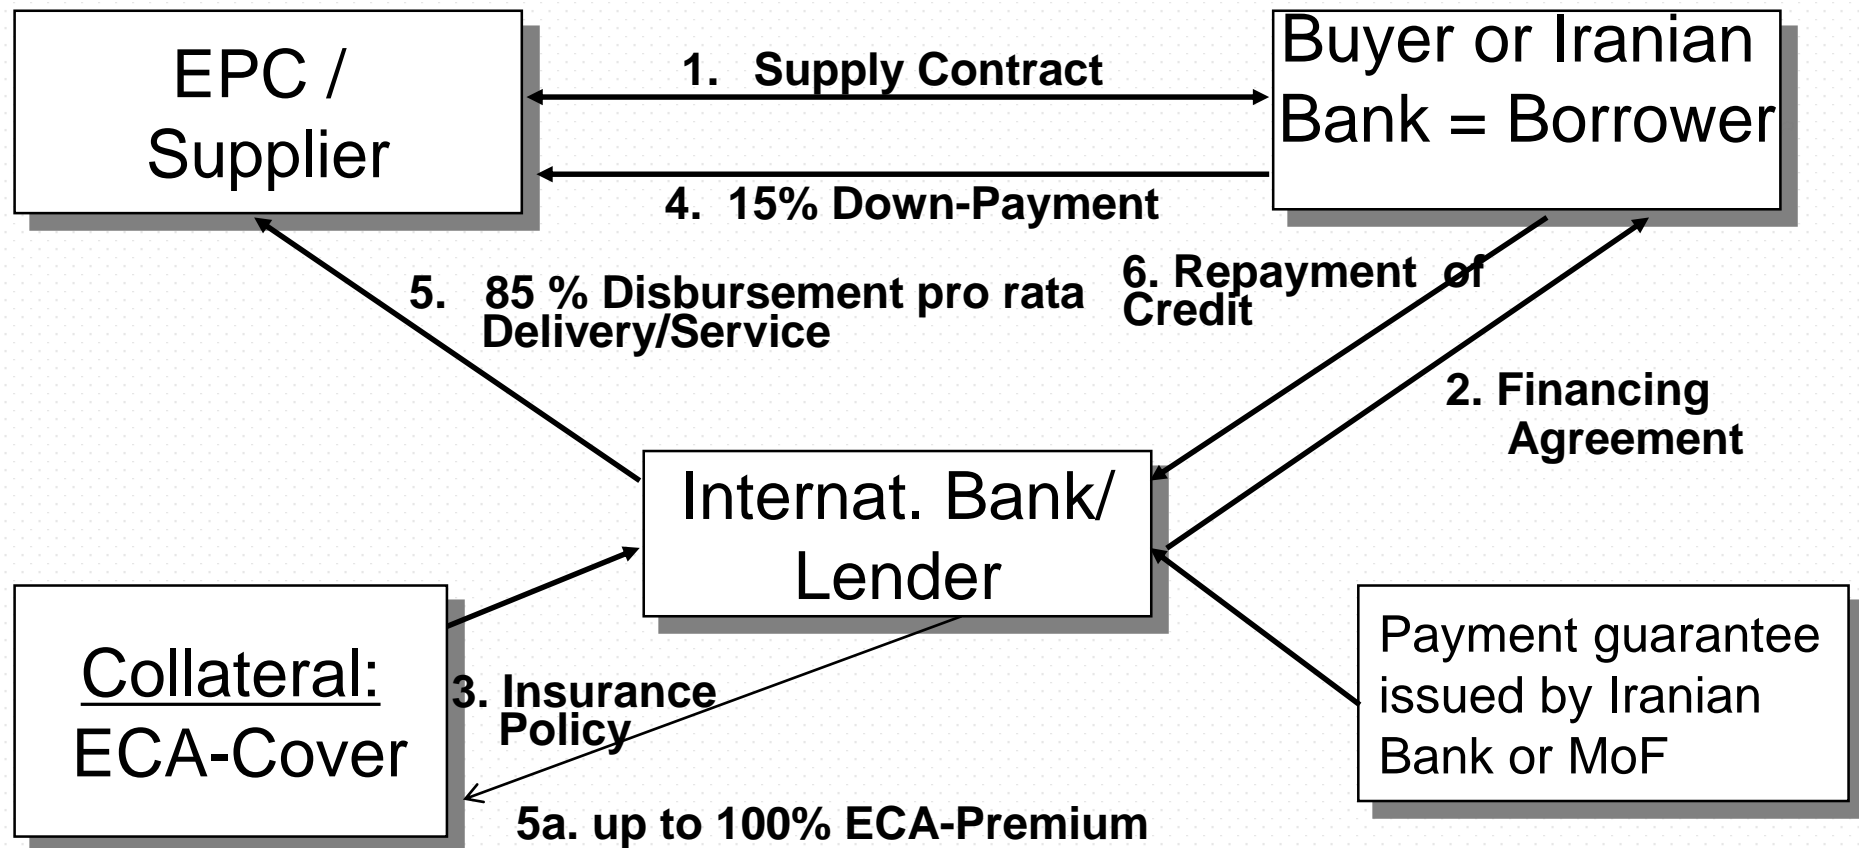 EPC /
Supplier
1. Supply Contract
Buyer or Iranian
Bank = Borrower
4. 15% Down-Payment
5. 85 % Disbursement pro rata
Delivery/Service
6. Repayment of
Credit
2. Financing
Agreement
Internat. Bank/
Lender
Collateral:
ECA-Cover
3. Insurance
Policy
5a. up to 100% ECA-Premium
Payment guarantee
issued by Iranian
Bank or MoF